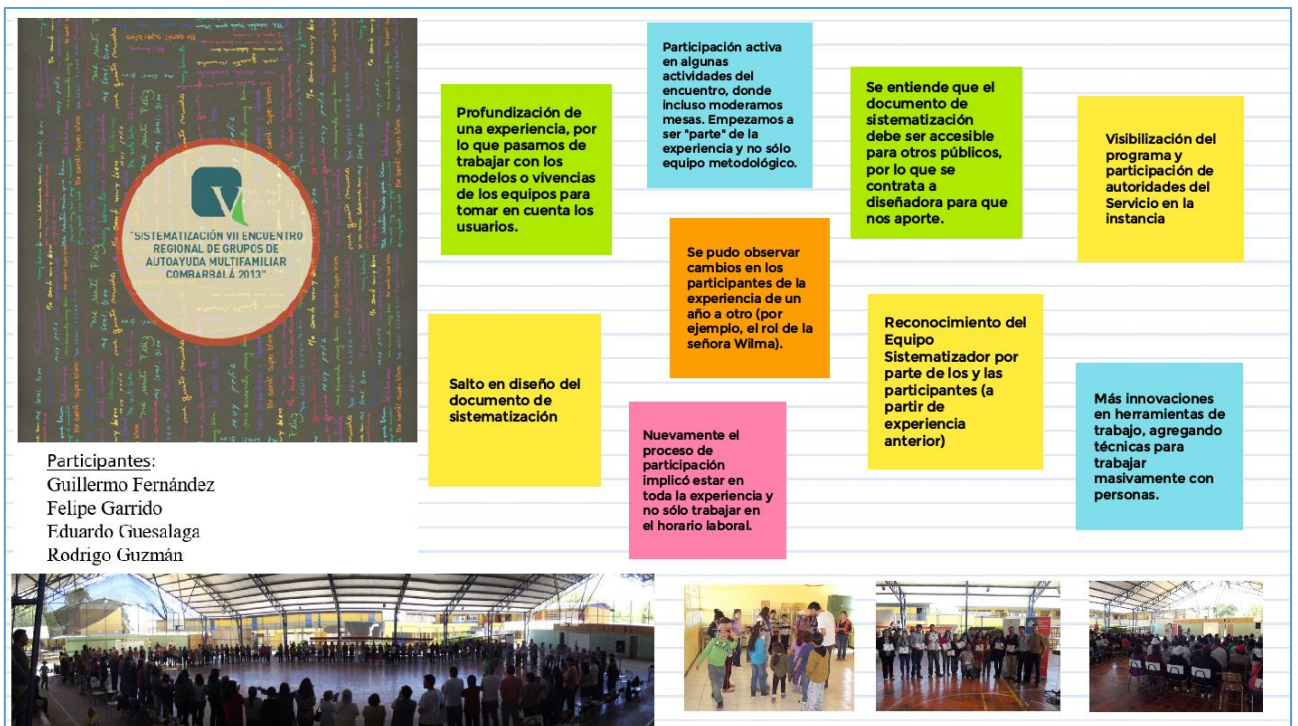 "SISTEMATIZACIÓN VII ENCUENTRO
REGIONAL DE GRUPOS DE
AUTOAYUDA MULTIFAMILIAR
COMBARBALÁ 2013"
Participantes:
Guillermo Fernández
Felipe Garrido
Eduardo Guesalaga
Rodrigo Guzmán
Profundización de
una experiencia, por
lo que pasamos de
trabajar con los
modelos o vivencias
de los equipos para
tomar en cuenta los
usuarios.
Participación activa
en algunas
actividades del
encuentro, donde
incluso moderamos
mesas. Empezamos a
ser "parte" de la
experiencia y no sólo
equipo metodológico.
Se entiende que el
documento de
sistematización
debe ser accesible
para otros públicos,
por lo que se
contrata a
diseñadora para que
nos aporte.
Visibilización del
programa y
participación de
autoridades del
Servicio en la
instancia
Se pudo observar
cambios en los
participantes de la
experiencia de un
año a otro (por
ejemplo, el rol de la
señora Wilma).
Salto en diseño del
documento de
sistematización
Reconocimiento del
Equipo
Sistematizador por
parte de los y las
participantes (a
partir de
experiencia
anterior)
Nuevamente el
proceso de
participación
implicó estar en
toda la experiencia y
no sólo trabajar en
el horario laboral.
Más innovaciones
en herramientas de
trabajo, agregando
técnicas para
trabajar
masivamente con
personas.